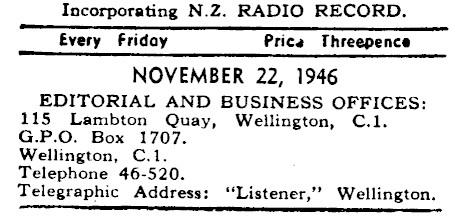 Incorporating N.Z. RADIO RECORD.
Every Friday Price Threepence
NOVEMBER 22, 1946
EDITORIAL AND BUSINESS OFFICES:
115 Lambton Quay, Wellington, C.1.
G.P.O. Box 1707.
Wellington, C.1.
Telephone 46-520.
Telegraphic Address: "Listener," Wellington.